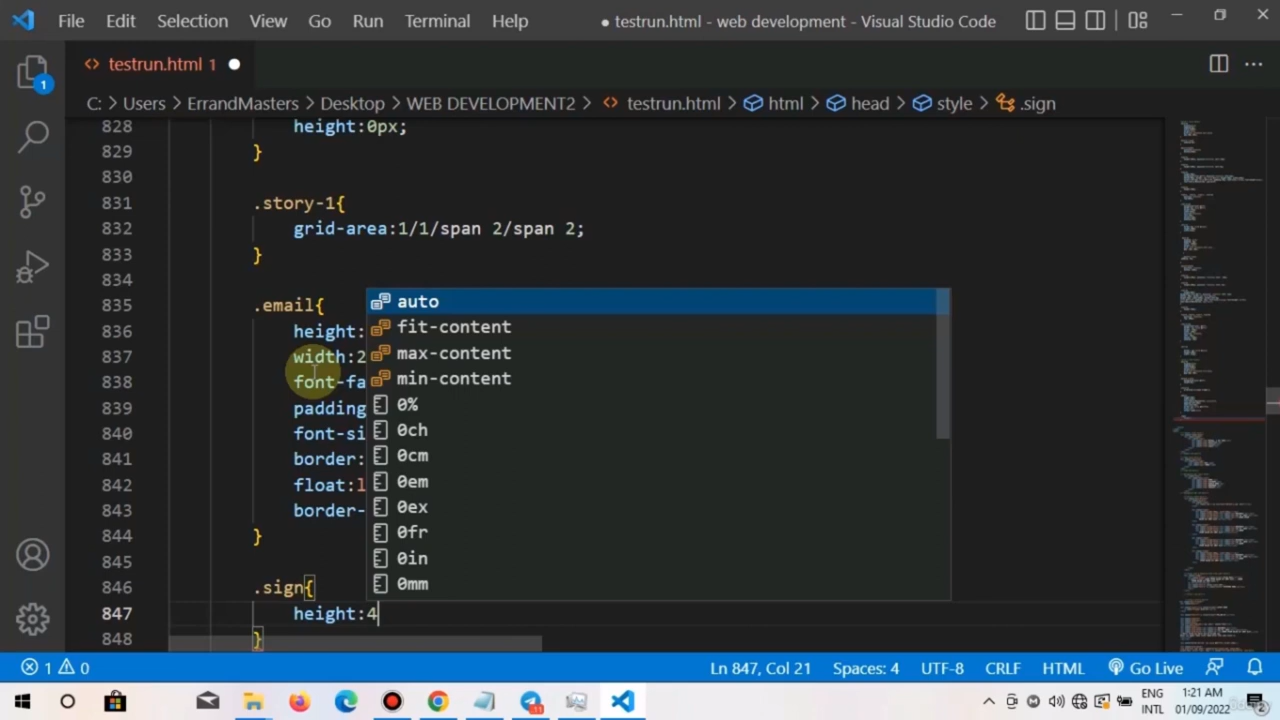 File Edit Selection View Go Run Terminal Help ● testrun.html - web development - Visual Studio Code
<> testrun.html 1 ●
C: > Users > ErrandMasters > Desktop > WEB DEVELOPMENT2 > <> testrun.html > html > head > style > .sign
1
828 height:0px;
829 }
830
831 .story-1{
832 grid-area:1/1/span 2/span 2;
833 }
834
835 .email{
836 height:
837 width:2
838 font-fa
839 padding
840 font-si
841 border:
842 float:l
843 border-
844 }
845
846 .sign{
847 height:4
848 }
auto
fit-content
max-content
min-content
0%
0ch
0cm
0em
0ex
0fr
0in
0mm
1 0 Ln 847, Col 21 Spaces: 4 UTF-8 CRLF HTML Go Live
ENG
INTL
1:21 AM
01/09/2022
11
2